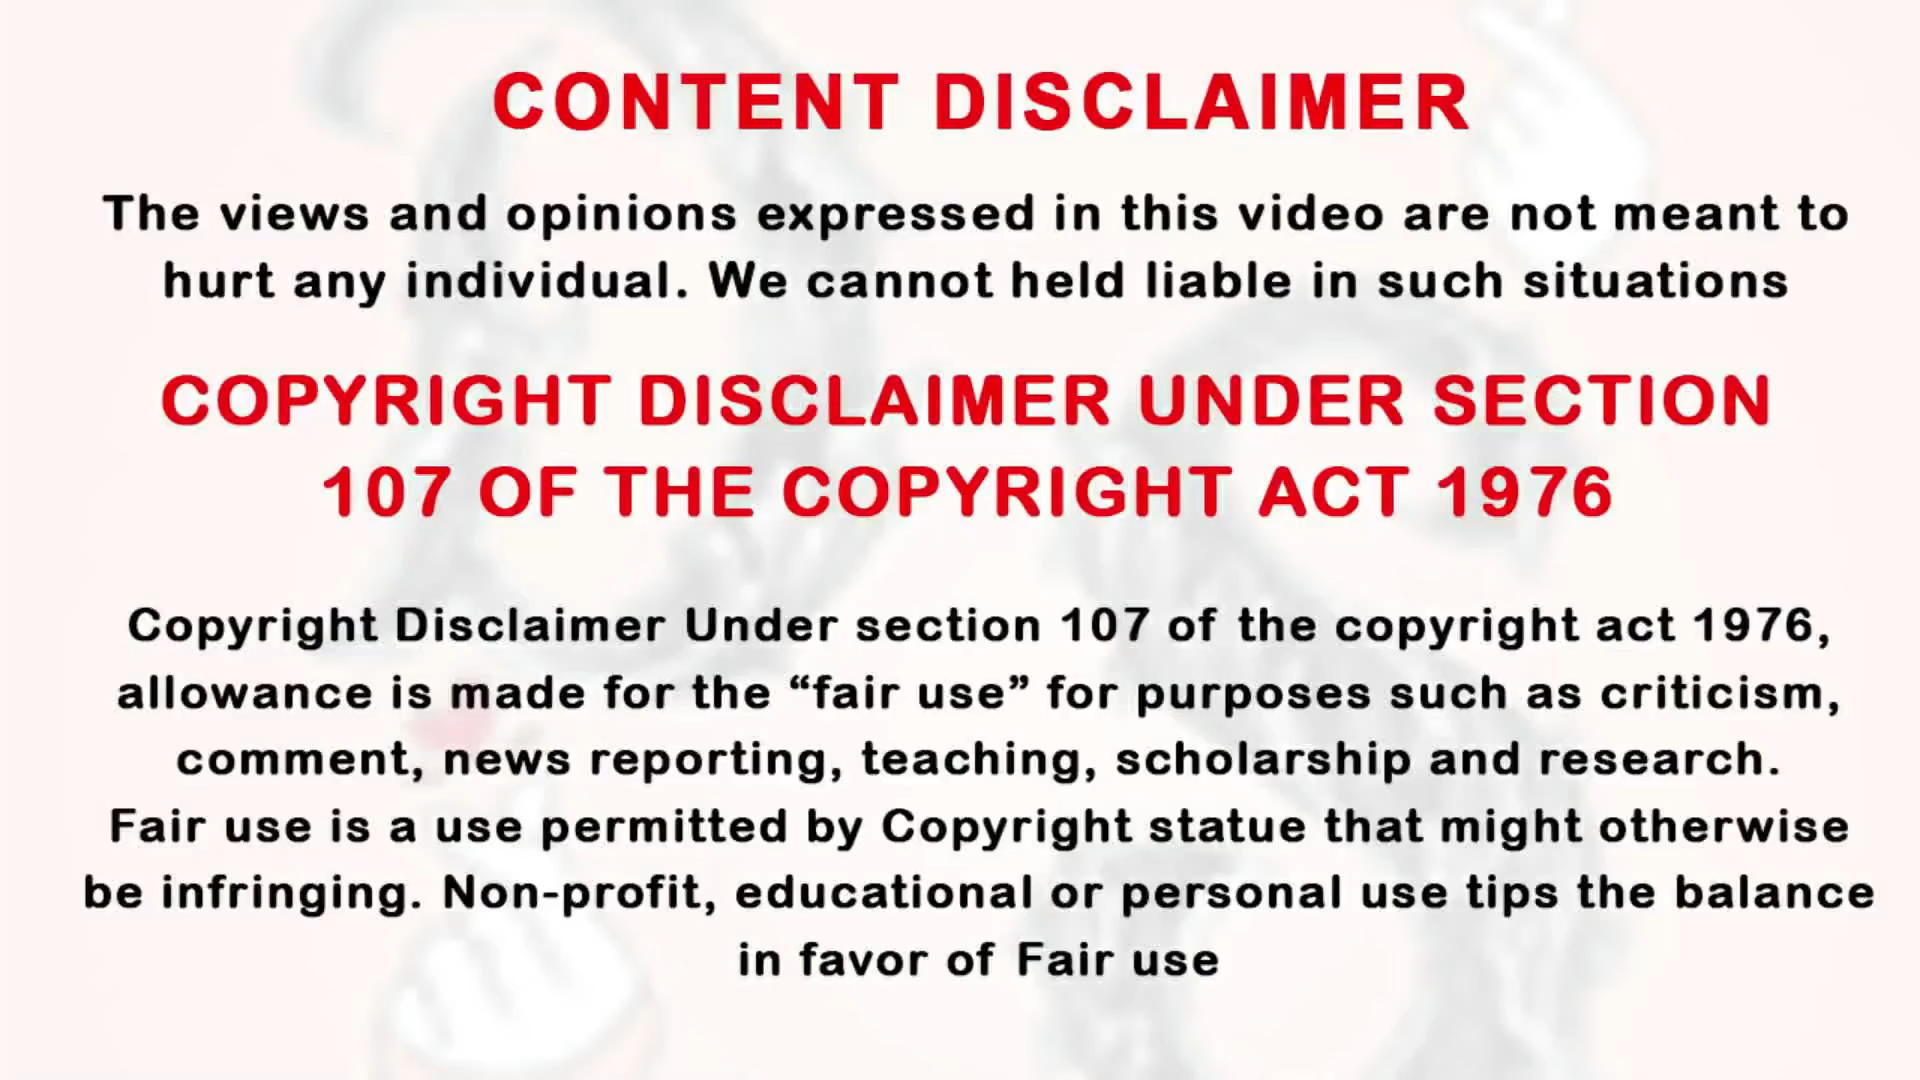 CONTENT DISCLAIMER
The views and opinions expressed in this video are not meant to
hurt any individual. We cannot held liable in such situations
COPYRIGHT DISCLAIMER UNDER SECTION
107 OF THE COPYRIGHT ACT 1976
Copyright Disclaimer Under section 107 of the copyright act 1976,
allowance is made for the “fair use” for purposes such as criticism,
comment, news reporting, teaching, scholarship and research.
Fair use is a use permitted by Copyright statue that might otherwise
be infringing. Non-profit, educational or personal use tips the balance
in favor of Fair use